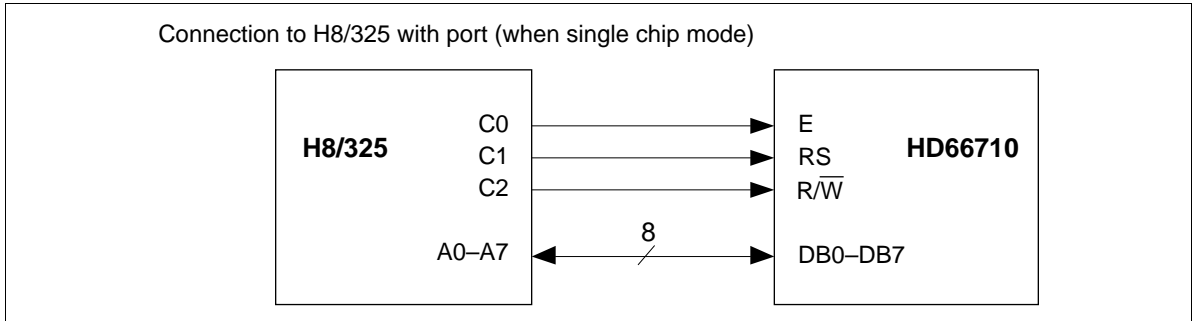 Connection to H8/325 with port (when single chip mode)
H8/325
C0
C1
C2
A0–A7
8
E
RS
R/W̅
DB0–DB7
HD66710